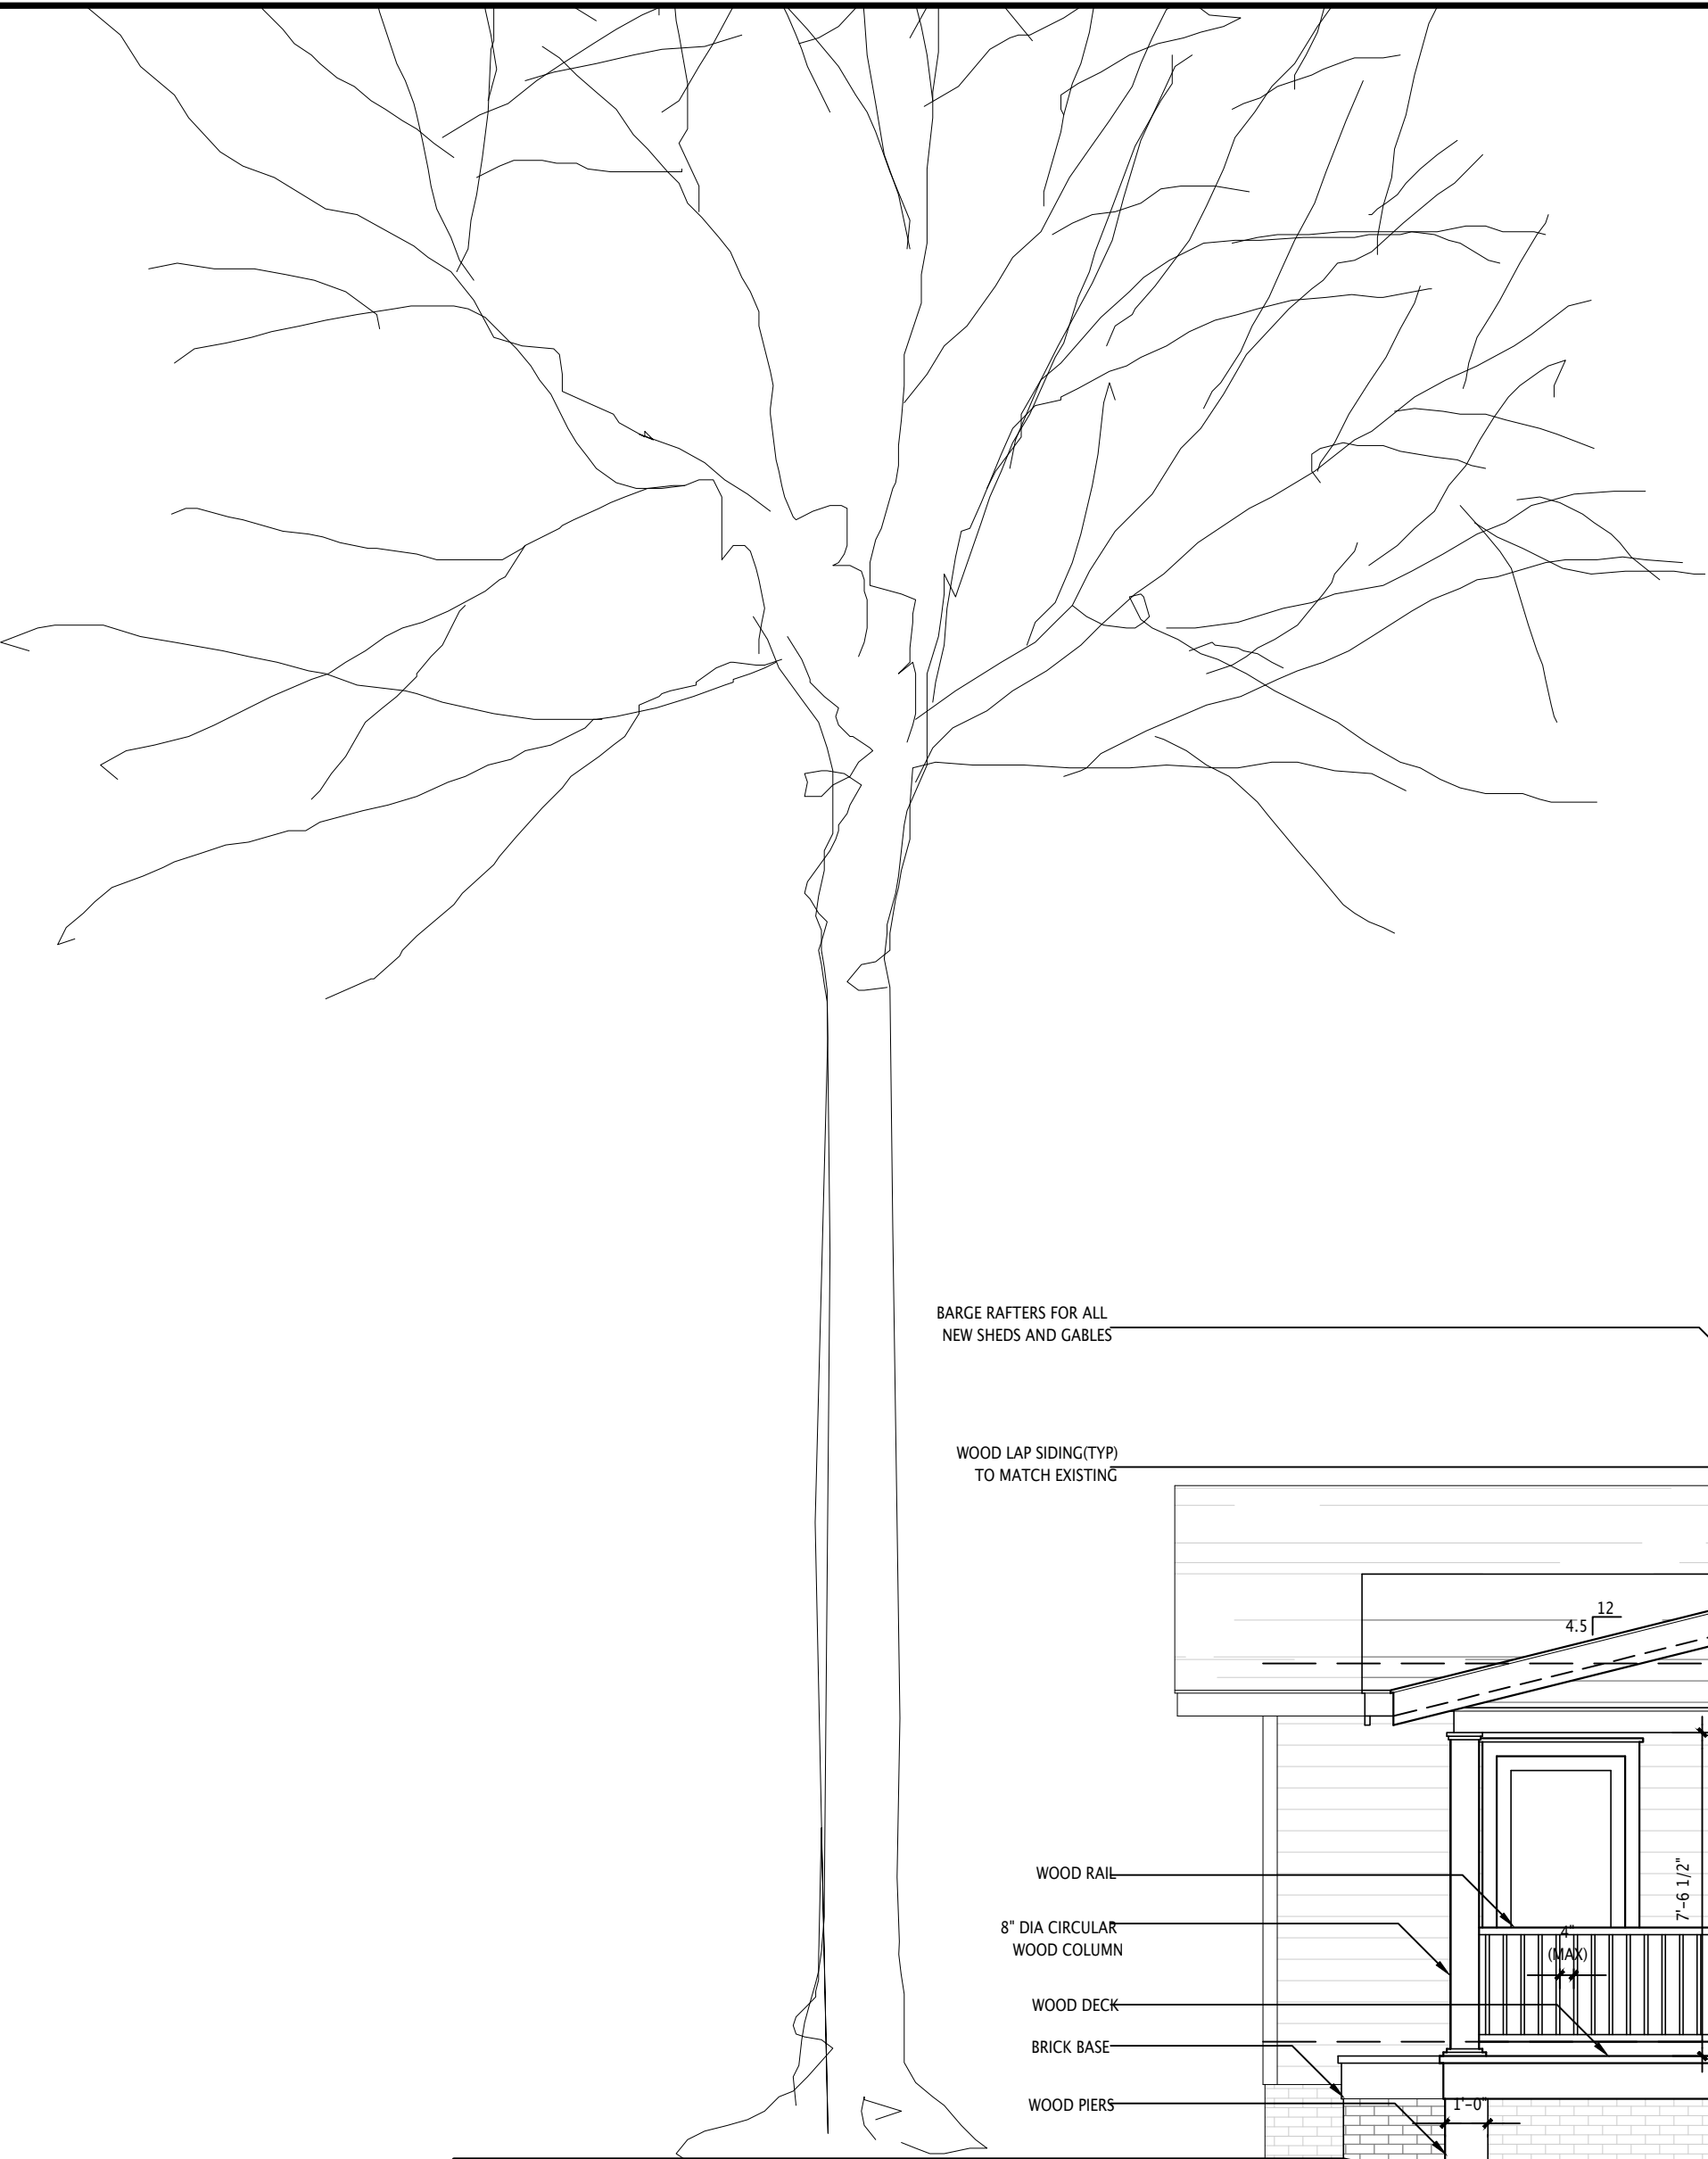 BARGE RAFTERS FOR ALL
NEW SHEDS AND GABLES
WOOD LAP SIDING(TYP)
TO MATCH EXISTING
12
4.5
WOOD RAIL
7'-6 1/2"
8" DIA CIRCULAR
WOOD COLUMN
4"
(MAX)
WOOD DECK
BRICK BASE
WOOD PIERS
1'-0"